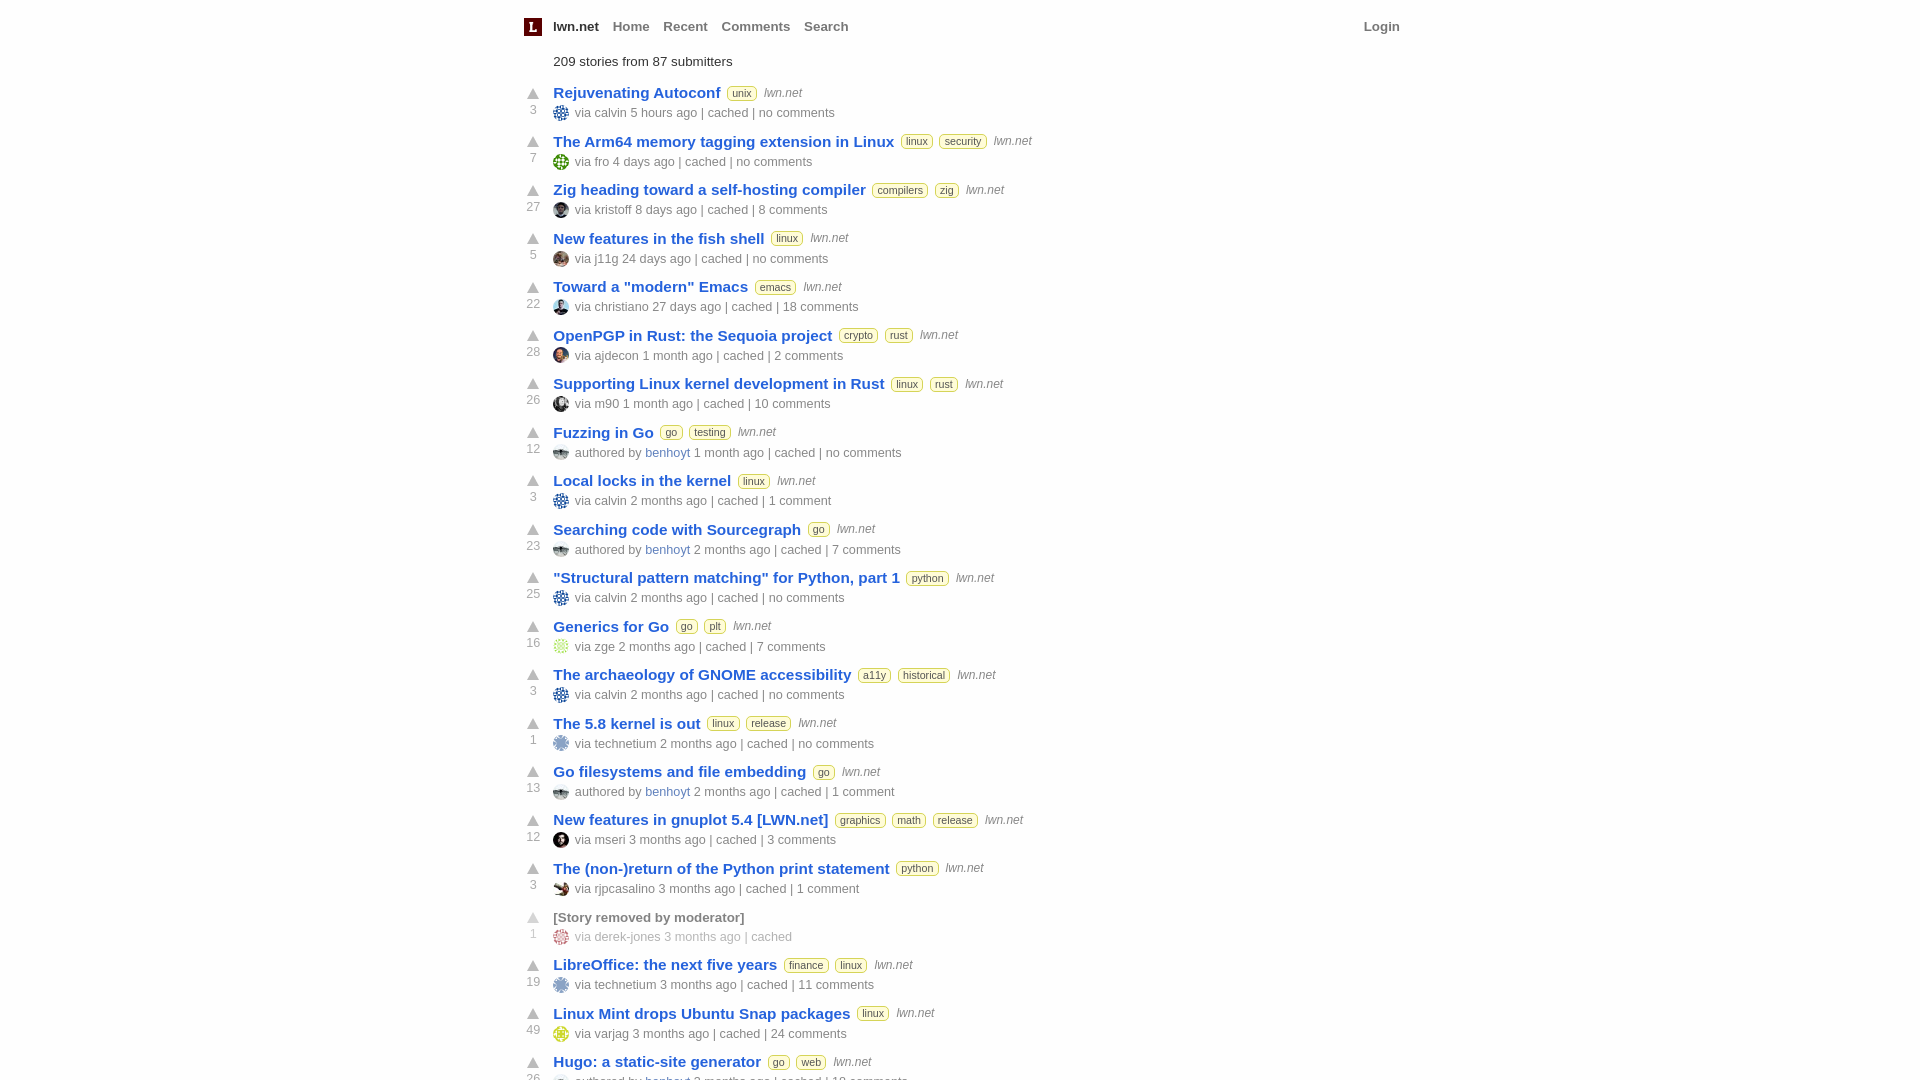 L lwn.net Home Recent Comments Search Login
209 stories from 87 submitters
Rejuvenating Autoconf unix lwn.net
3 via calvin 5 hours ago | cached | no comments
The Arm64 memory tagging extension in Linux linux security lwn.net
7 via fro 4 days ago | cached | no comments
Zig heading toward a self-hosting compiler compilers zig lwn.net
27 via kristoff 8 days ago | cached | 8 comments
New features in the fish shell linux lwn.net
5 via j11g 24 days ago | cached | no comments
Toward a "modern" Emacs emacs lwn.net
22 via christiano 27 days ago | cached | 18 comments
OpenPGP in Rust: the Sequoia project crypto rust lwn.net
28 via ajdecon 1 month ago | cached | 2 comments
Supporting Linux kernel development in Rust linux rust lwn.net
26 via m90 1 month ago | cached | 10 comments
Fuzzing in Go go testing lwn.net
12 authored by benhoyt 1 month ago | cached | no comments
Local locks in the kernel linux lwn.net
3 via calvin 2 months ago | cached | 1 comment
Searching code with Sourcegraph go lwn.net
23 authored by benhoyt 2 months ago | cached | 7 comments
"Structural pattern matching" for Python, part 1 python lwn.net
25 via calvin 2 months ago | cached | no comments
Generics for Go go plt lwn.net
16 via zge 2 months ago | cached | 7 comments
The archaeology of GNOME accessibility a11y historical lwn.net
3 via calvin 2 months ago | cached | no comments
The 5.8 kernel is out linux release lwn.net
1 via technetium 2 months ago | cached | no comments
Go filesystems and file embedding go lwn.net
13 authored by benhoyt 2 months ago | cached | 1 comment
New features in gnuplot 5.4 [LWN.net] graphics math release lwn.net
12 via mseri 3 months ago | cached | 3 comments
The (non-)return of the Python print statement python lwn.net
3 via rjpcasalino 3 months ago | cached | 1 comment
[Story removed by moderator]
1 via derek-jones 3 months ago | cached
LibreOffice: the next five years finance linux lwn.net
19 via technetium 3 months ago | cached | 11 comments
Linux Mint drops Ubuntu Snap packages linux lwn.net
49 via varjag 3 months ago | cached | 24 comments
Hugo: a static-site generator go web lwn.net
26 authored by benhoyt 3 months ago | cached | 18 comments